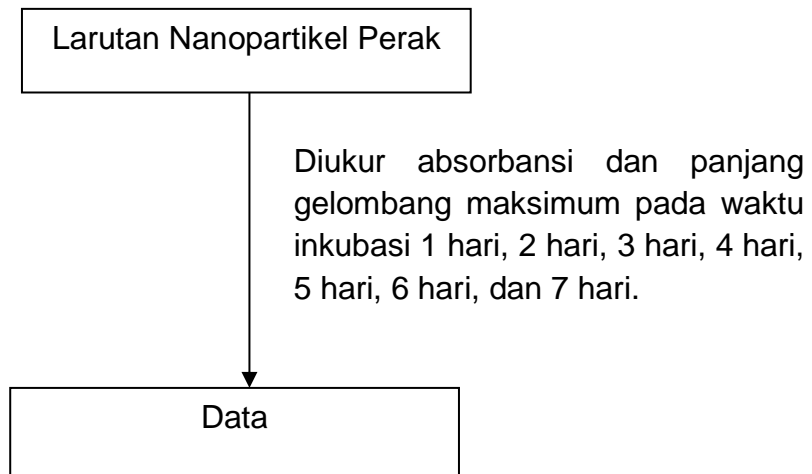 Larutan Nanopartikel Perak
Diukur absorbansi dan panjang
gelombang maksimum pada waktu
inkubasi 1 hari, 2 hari, 3 hari, 4 hari,
5 hari, 6 hari, dan 7 hari.
Data